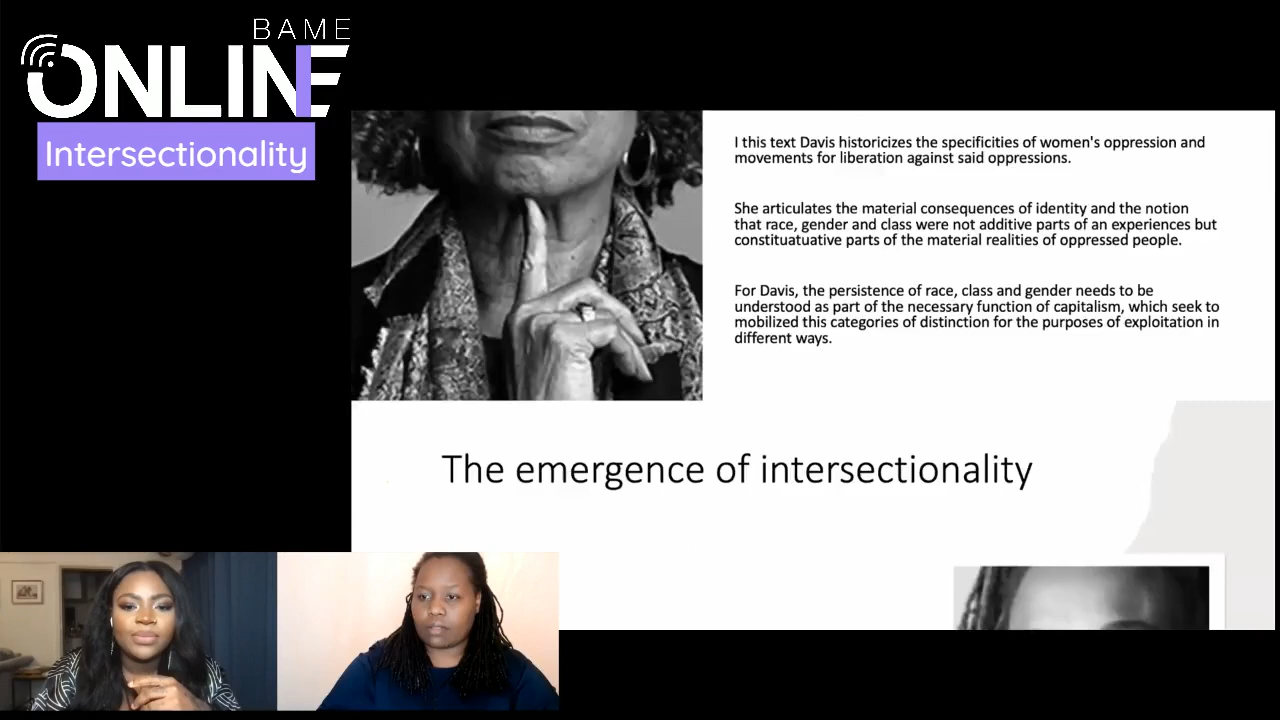 BAME
ONLINE
Intersectionality
I this text Davis historicizes the specificities of women's oppression and
movements for liberation against said oppressions.
She articulates the material consequences of identity and the notion
that race, gender and class were not additive parts of an experiences but
constituatuative parts of the material realities of oppressed people.
For Davis, the persistence of race, class and gender needs to be
understood as part of the necessary function of capitalism, which seek to
mobilized this categories of distinction for the purposes of exploitation in
different ways.
The emergence of intersectionality